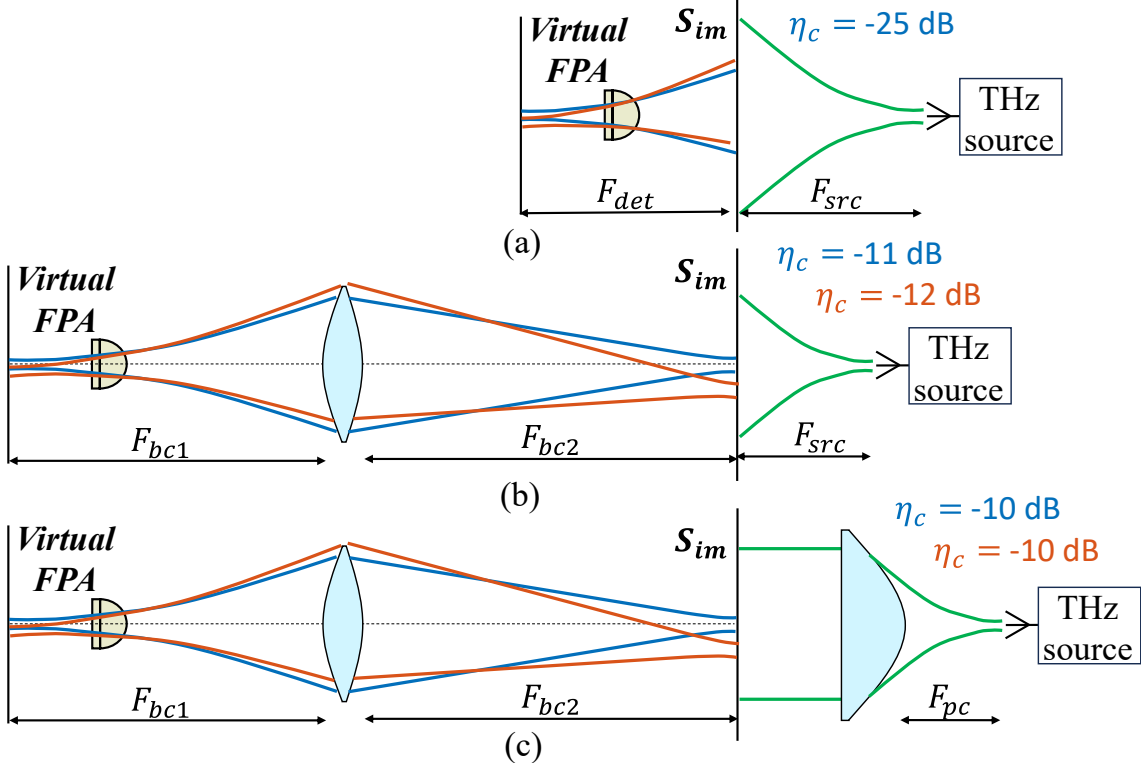 Virtual
FPA
S_im
η_c = -25 dB
THz
source
F_det
F_src
(a)
Virtual
FPA
S_im
η_c = -11 dB
η_c = -12 dB
THz
source
F_bc1
F_bc2
F_src
(b)
Virtual
FPA
S_im
η_c = -10 dB
η_c = -10 dB
THz
source
F_bc1
F_bc2
F_pc
(c)